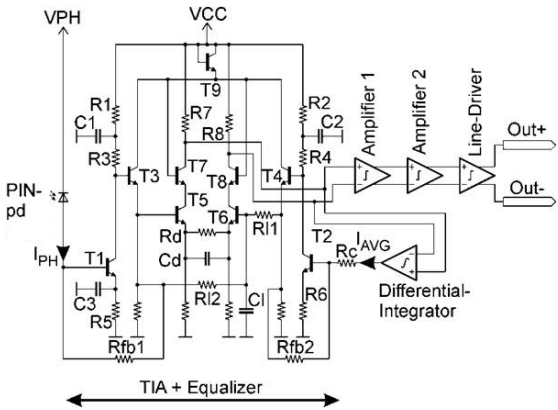 VPH
VCC
T9
R1
R7
R8
R2
C1
C2
R3
T3
T7
T8
T4
R4
Amplifier 1
Amplifier 2
Line-Driver
Out+
Out-
PIN-
pd
T5
T6
Rl1
T2
IPH
T1
Rd
Cd
Rc
IAVG
C3
R5
Rl2
Cl
R6
Differential-
Integrator
Rfb1
Rfb2
TIA + Equalizer